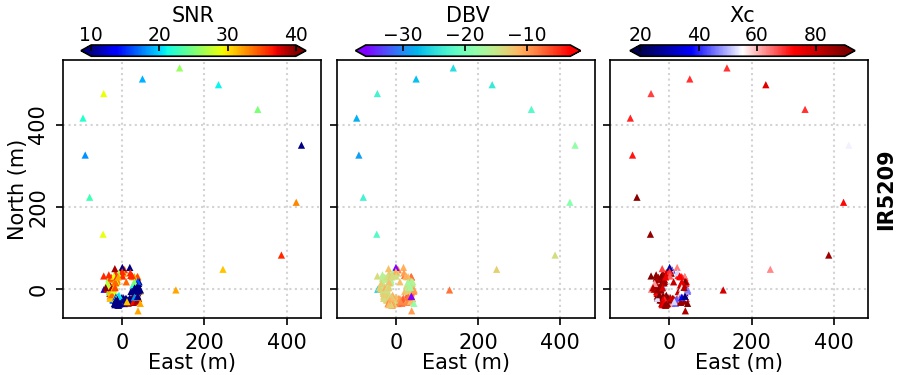 SNR DBV Xc
10 20 30 40 −30 −20 −10 20 40 60 80
North (m)
400
200
0
IR5209
0 200 400 0 200 400 0 200 400
East (m) East (m) East (m)